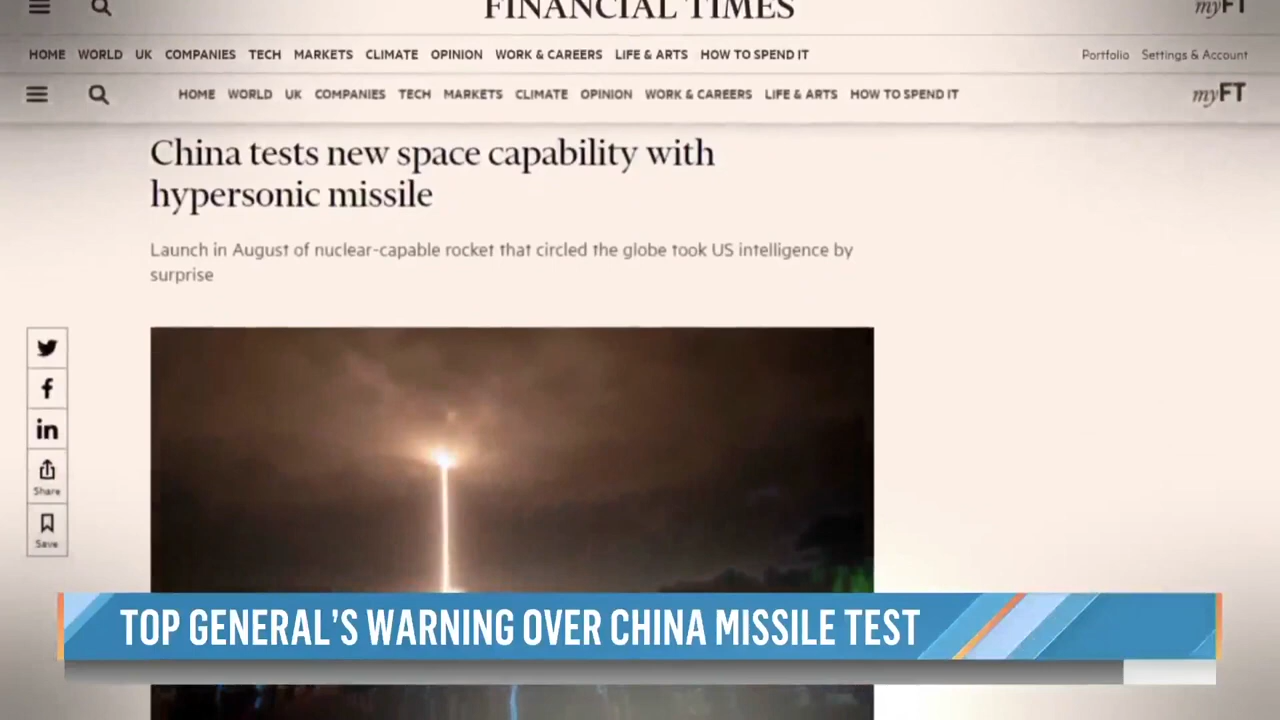 FINANCIAL TIMES
myFT
HOME WORLD UK COMPANIES TECH MARKETS CLIMATE OPINION WORK & CAREERS LIFE & ARTS HOW TO SPEND IT
Portfolio Settings & Account
HOME WORLD UK COMPANIES TECH MARKETS CLIMATE OPINION WORK & CAREERS LIFE & ARTS HOW TO SPEND IT
myFT
China tests new space capability with
hypersonic missile
Launch in August of nuclear-capable rocket that circled the globe took US intelligence by
surprise
in
Share
Save
TOP GENERAL'S WARNING OVER CHINA MISSILE TEST